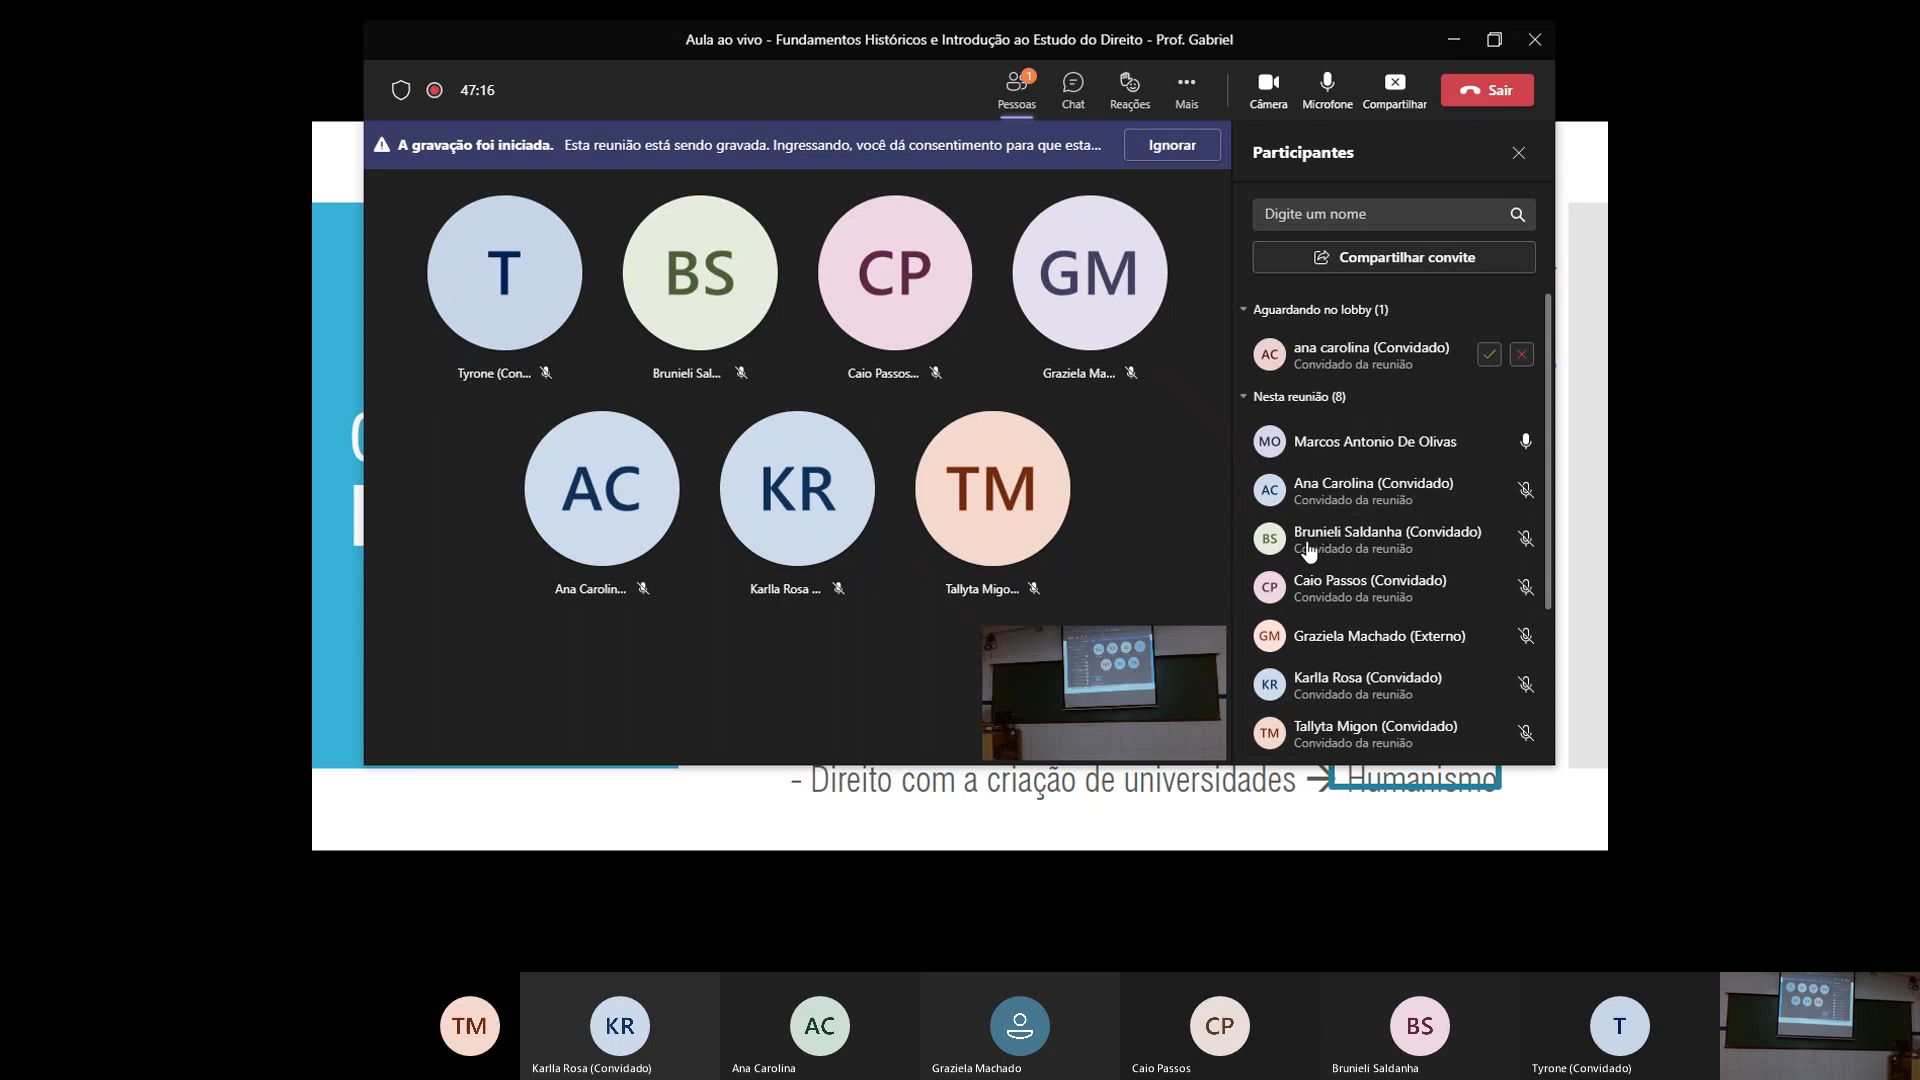 Aula ao vivo - Fundamentos Históricos e Introdução ao Estudo do Direito - Prof. Gabriel
47:16
1
Pessoas
Chat
Reações
Mais
Câmera
Microfone
Compartilhar
Sair
A gravação foi iniciada. Esta reunião está sendo gravada. Ingressando, você dá consentimento para que esta...
Ignorar
T
BS
CP
GM
Tyrone (Con...
Brunieli Sal...
Caio Passos...
Graziela Ma...
AC
KR
TM
Ana Carolin...
Karlla Rosa ...
Tallyta Migo...
Participantes
Digite um nome
Compartilhar convite
Aguardando no lobby (1)
AC
ana carolina (Convidado)
Convidado da reunião
Nesta reunião (8)
MO
Marcos Antonio De Olivas
AC
Ana Carolina (Convidado)
Convidado da reunião
BS
Brunieli Saldanha (Convidado)
Convidado da reunião
CP
Caio Passos (Convidado)
Convidado da reunião
GM
Graziela Machado (Externo)
KR
Karlla Rosa (Convidado)
Convidado da reunião
TM
Tallyta Migon (Convidado)
Convidado da reunião
- Direito com a criação de universidades → Humanismo
TM
KR
AC
CP
BS
T
Karlla Rosa (Convidado)
Ana Carolina
Graziela Machado
Caio Passos
Brunieli Saldanha
Tyrone (Convidado)